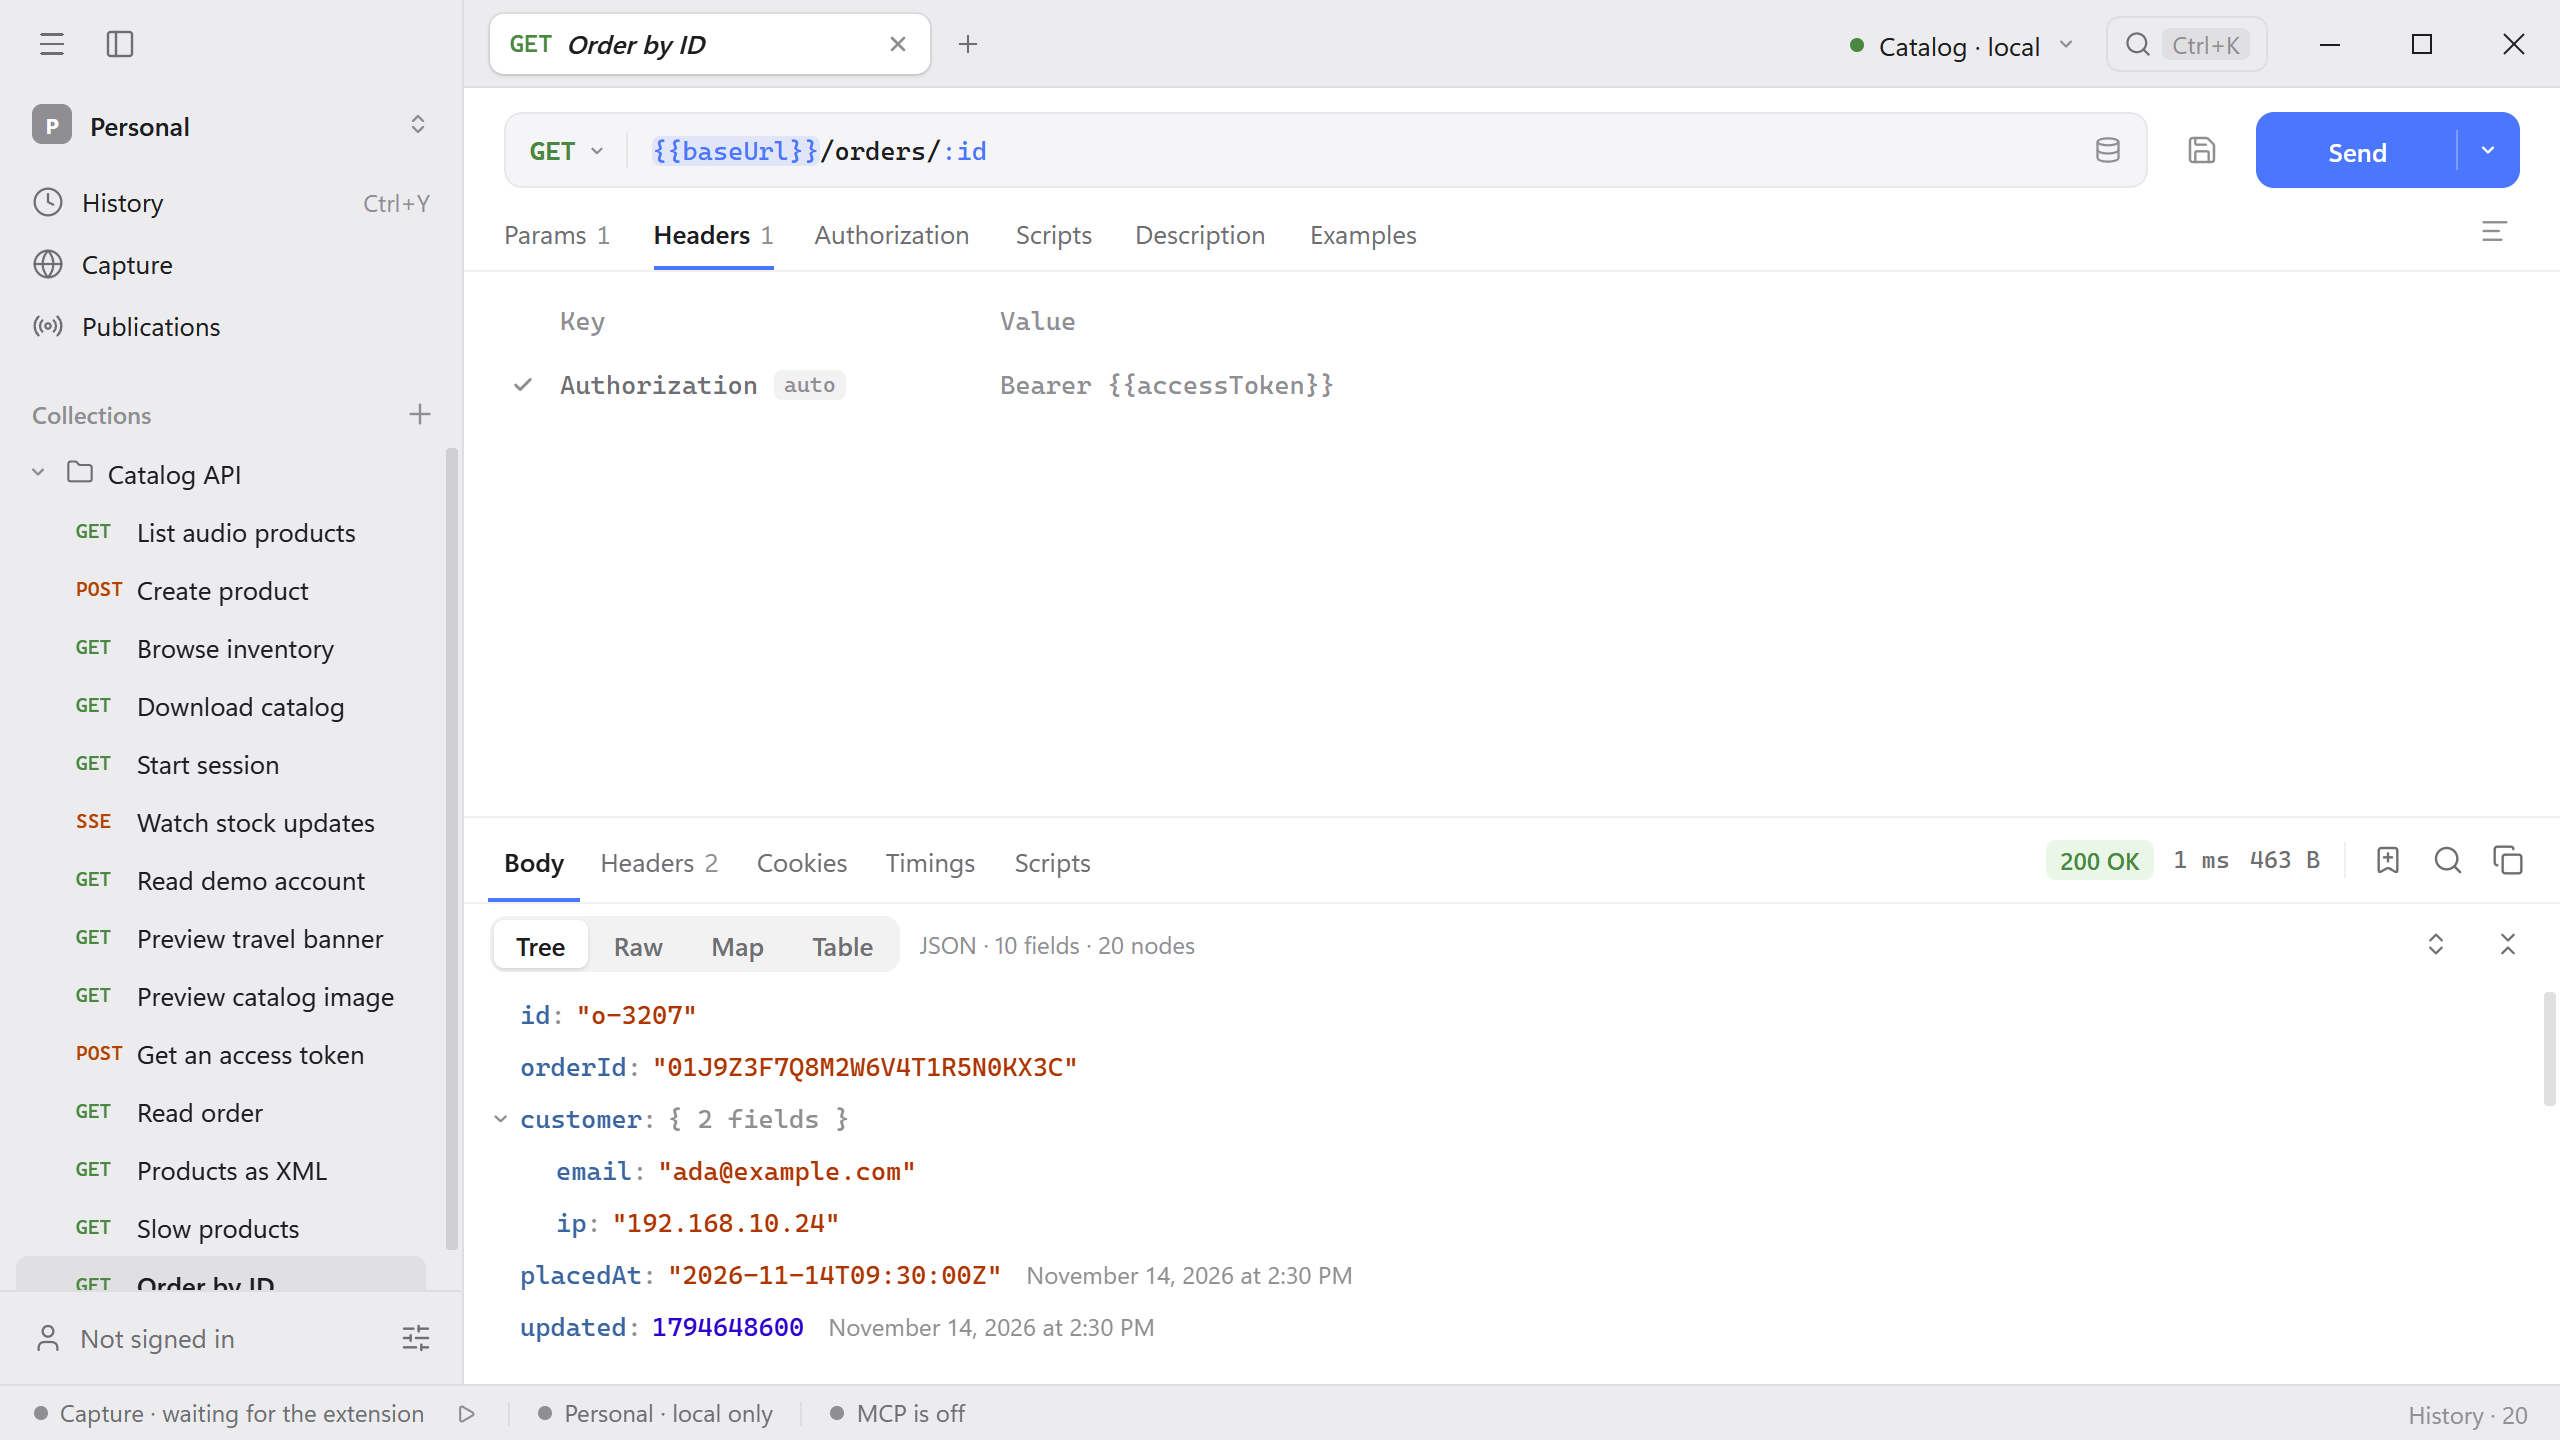 GET Order by ID
Catalog · local
Ctrl+K
P Personal
History Ctrl+Y
Capture
Publications
Collections
Catalog API
GET List audio products
POST Create product
GET Browse inventory
GET Download catalog
GET Start session
SSE Watch stock updates
GET Read demo account
GET Preview travel banner
GET Preview catalog image
POST Get an access token
GET Read order
GET Products as XML
GET Slow products
GET Order by ID
Not signed in
GET {{baseUrl}}/orders/:id
Send
Params 1 Headers 1 Authorization Scripts Description Examples
Key Value
Authorization auto Bearer {{accessToken}}
Body Headers 2 Cookies Timings Scripts
200 OK 1 ms 463 B
Tree Raw Map Table JSON · 10 fields · 20 nodes
id: "o-3207"
orderId: "01J9Z3F7Q8M2W6V4T1R5N0KX3C"
customer: { 2 fields }
email: "ada@example.com"
ip: "192.168.10.24"
placedAt: "2026-11-14T09:30:00Z" November 14, 2026 at 2:30 PM
updated: 1794648600 November 14, 2026 at 2:30 PM
Capture · waiting for the extension
Personal · local only
MCP is off
History · 20